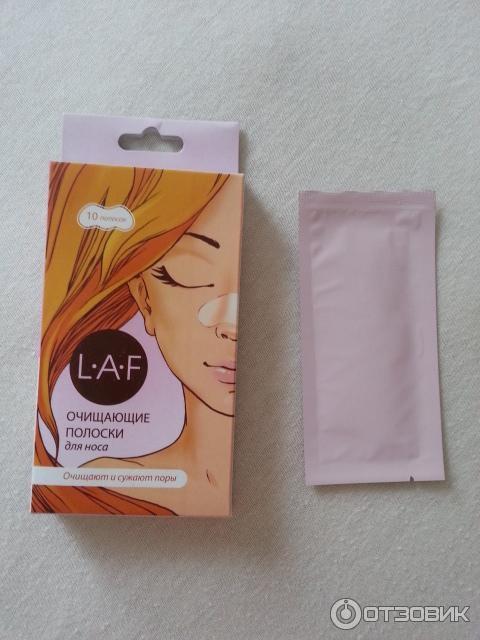 10 полосок
L·A·F
ОЧИЩАЮЩИЕ
ПОЛОСКИ
для носа
Очищают и сужают поры
ОТЗОВИК